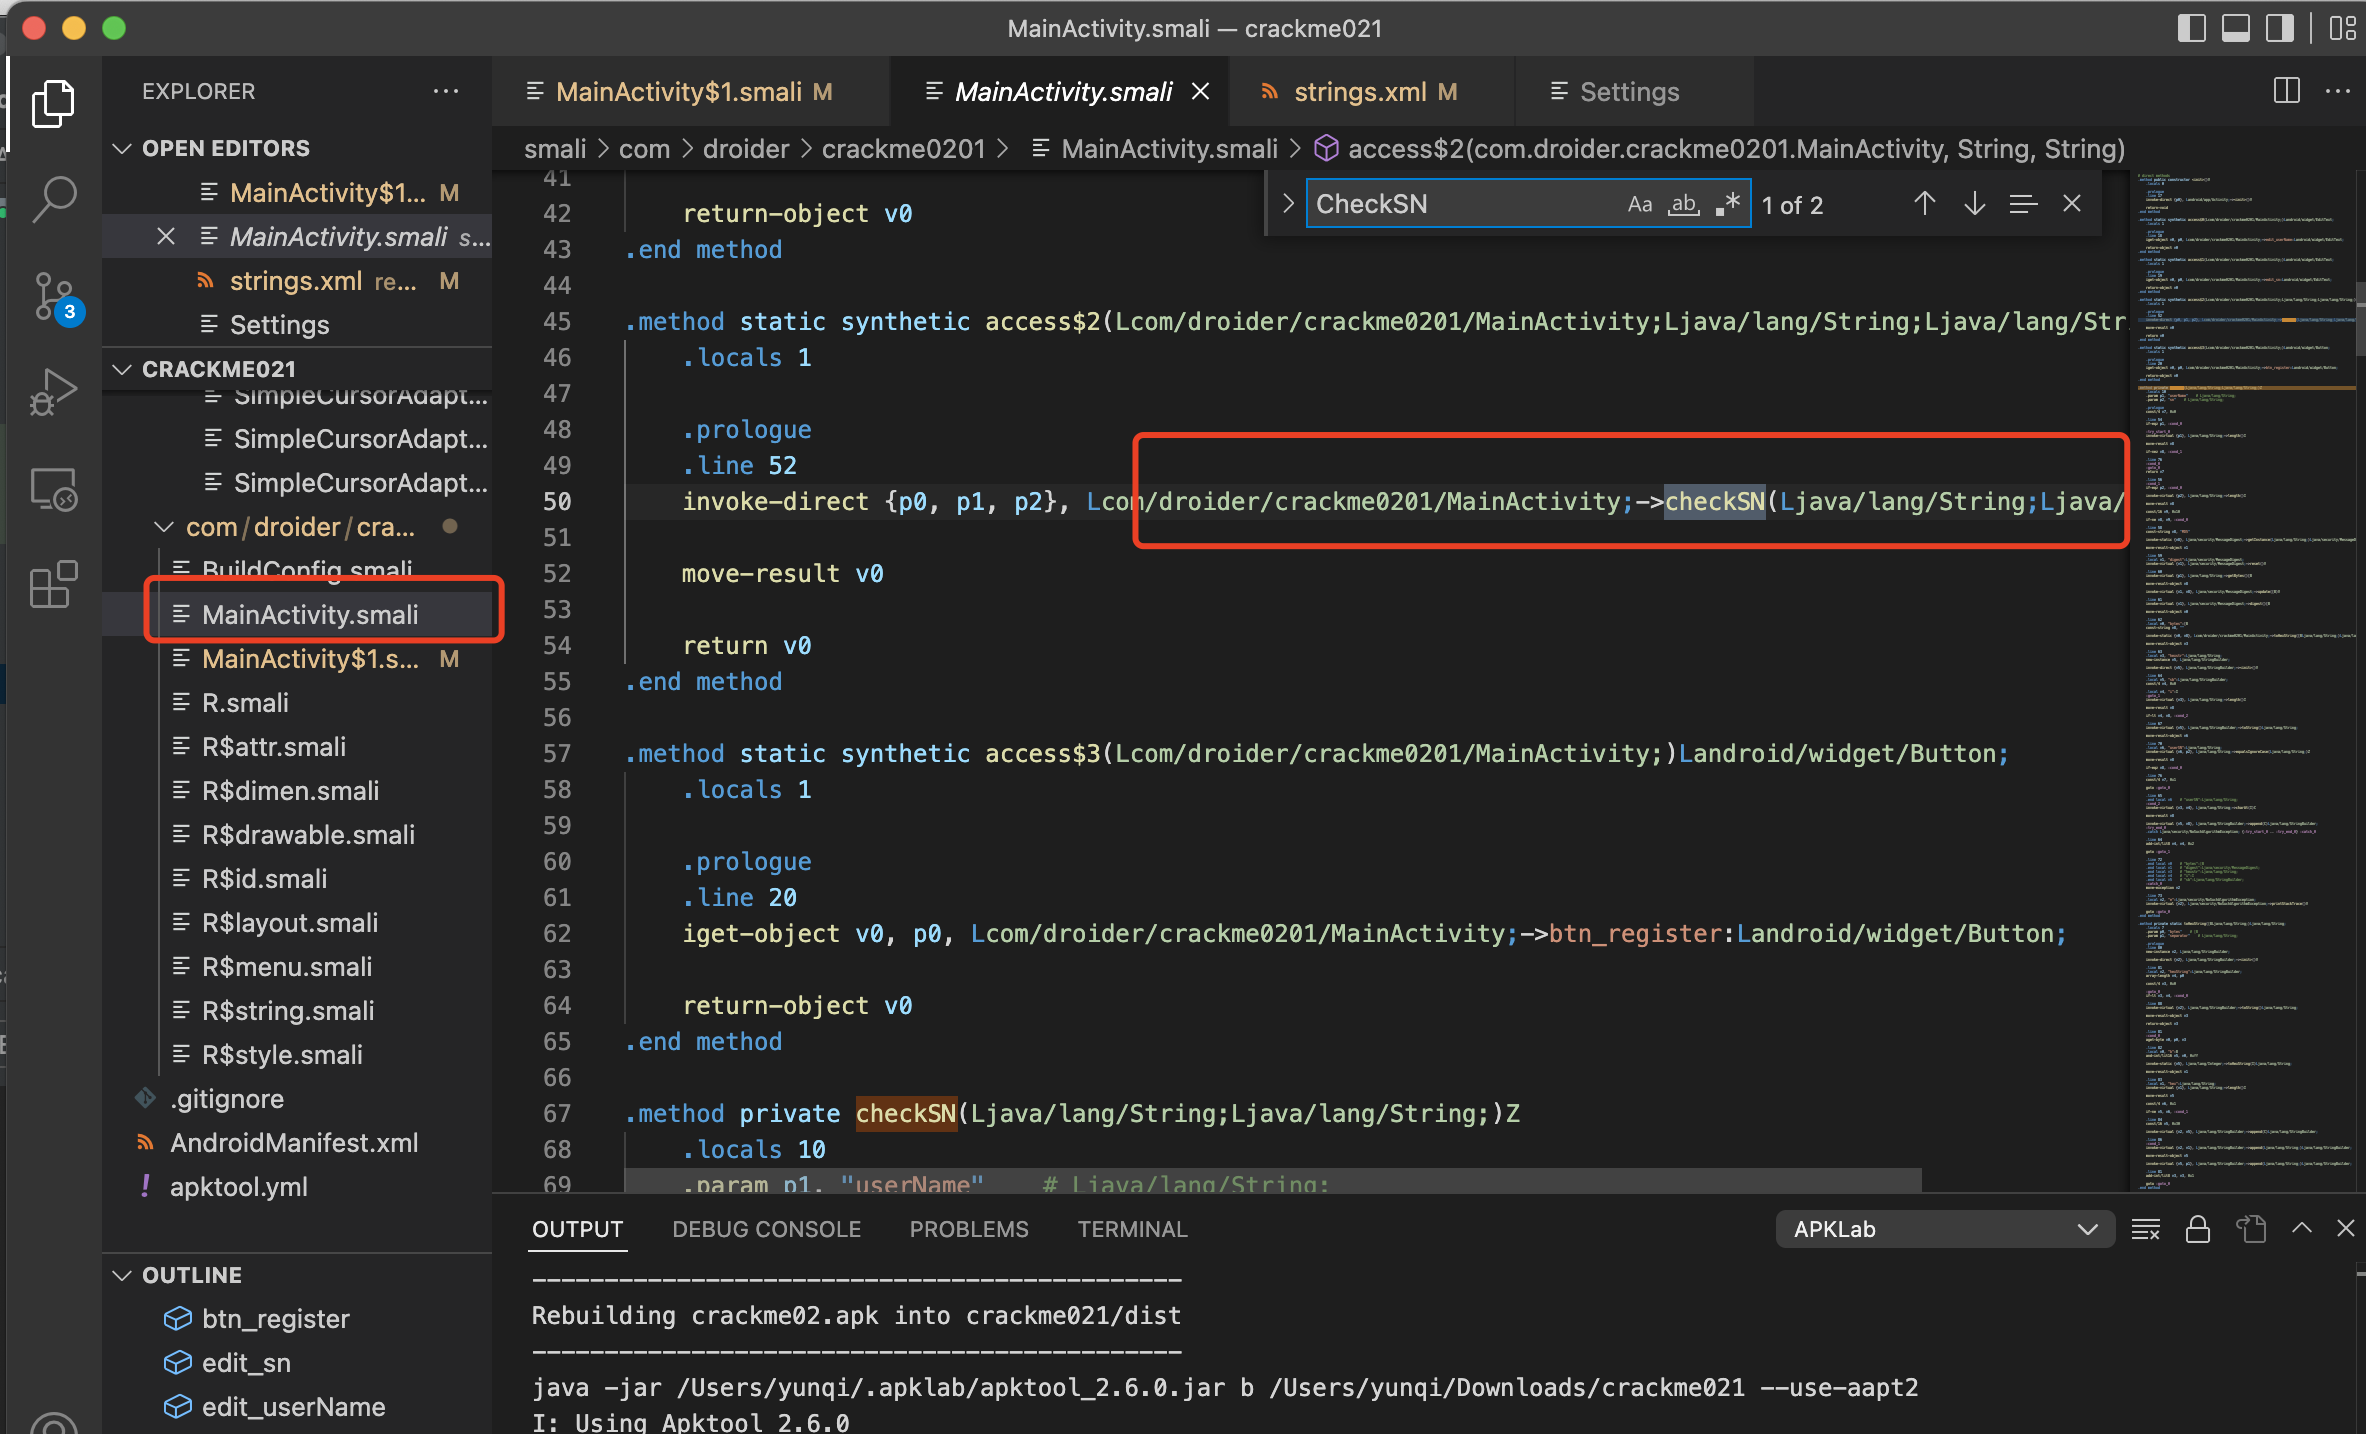 MainActivity.smali — crackme021
EXPLORER
OPEN EDITORS
MainActivity$1... M
MainActivity.smali s...
strings.xml re... M
Settings
3
CRACKME021
SimpleCursorAdapt...
SimpleCursorAdapt...
SimpleCursorAdapt...
com/droider/cra...
BuildConfig.smali
MainActivity.smali
MainActivity$1.s... M
R.smali
R$attr.smali
R$dimen.smali
R$drawable.smali
R$id.smali
R$layout.smali
R$menu.smali
R$string.smali
R$style.smali
.gitignore
AndroidManifest.xml
apktool.yml
OUTLINE
btn_register
edit_sn
edit_userName
MainActivity$1.smali M
MainActivity.smali
strings.xml M
Settings
smali > com > droider > crackme0201 > MainActivity.smali > access$2(com.droider.crackme0201.MainActivity, String, String)
CheckSN Aa ab .* 1 of 2
41
42 return-object v0
43 .end method
44
45 .method static synthetic access$2(Lcom/droider/crackme0201/MainActivity;Ljava/lang/String;Ljava/lang/Str
46 .locals 1
47
48 .prologue
49 .line 52
50 invoke-direct {p0, p1, p2}, Lcom/droider/crackme0201/MainActivity;->checkSN(Ljava/lang/String;Ljava/
51
52 move-result v0
53
54 return v0
55 .end method
56
57 .method static synthetic access$3(Lcom/droider/crackme0201/MainActivity;)Landroid/widget/Button;
58 .locals 1
59
60 .prologue
61 .line 20
62 iget-object v0, p0, Lcom/droider/crackme0201/MainActivity;->btn_register:Landroid/widget/Button;
63
64 return-object v0
65 .end method
66
67 .method private checkSN(Ljava/lang/String;Ljava/lang/String;)Z
68 .locals 10
69 .param p1, "userName" # Ljava/lang/String;
OUTPUT DEBUG CONSOLE PROBLEMS TERMINAL
APKLab
---------------------------------------------
Rebuilding crackme02.apk into crackme021/dist
---------------------------------------------
java -jar /Users/yunqi/.apklab/apktool_2.6.0.jar b /Users/yunqi/Downloads/crackme021 --use-aapt2
I: Using Apktool 2.6.0